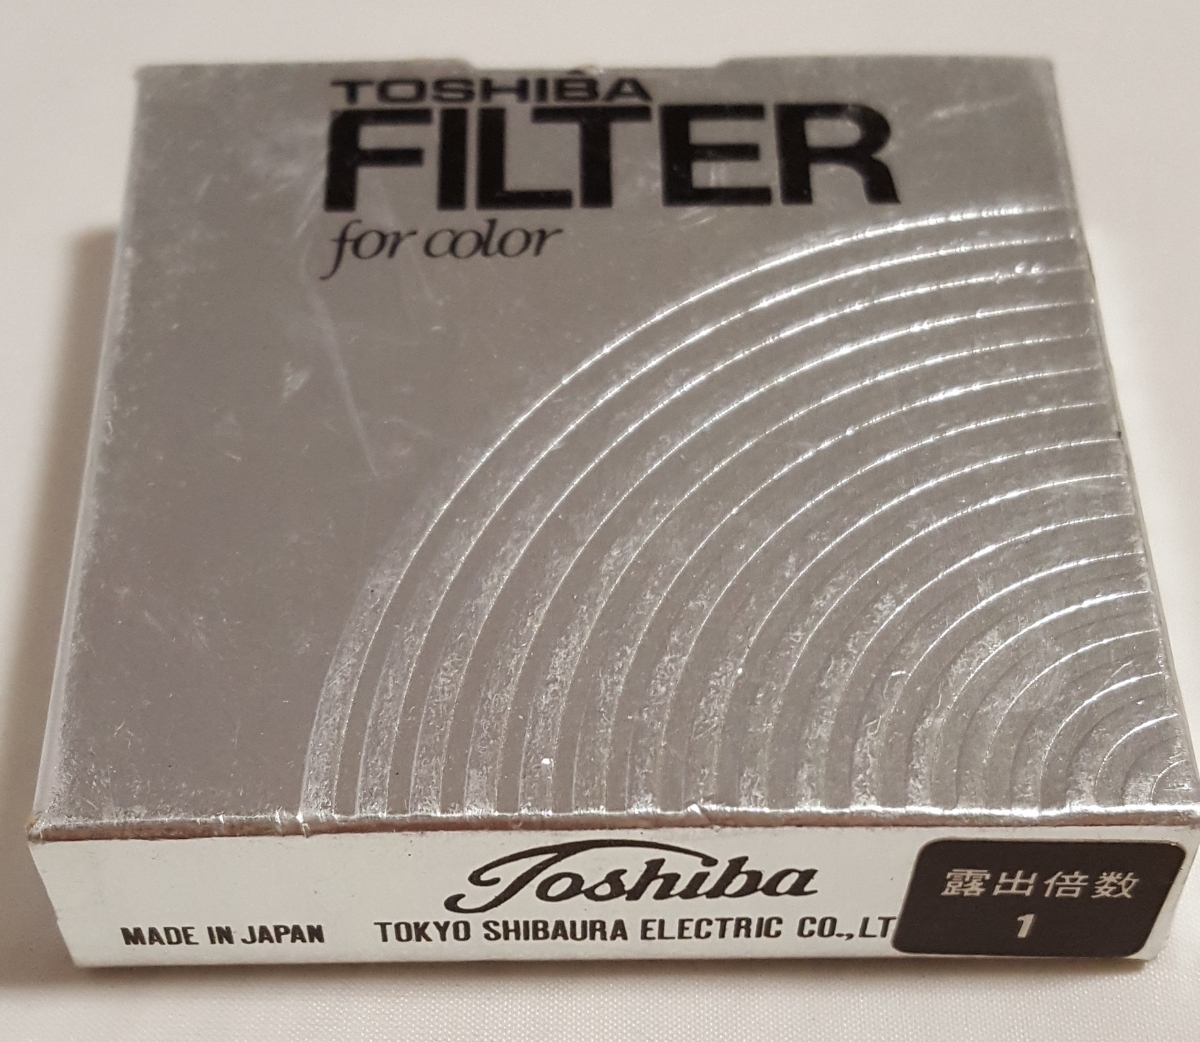 TOSHIBA
FILTER
for color
Toshiba
MADE IN JAPAN TOKYO SHIBAURA ELECTRIC CO.,LT
露出倍数
1